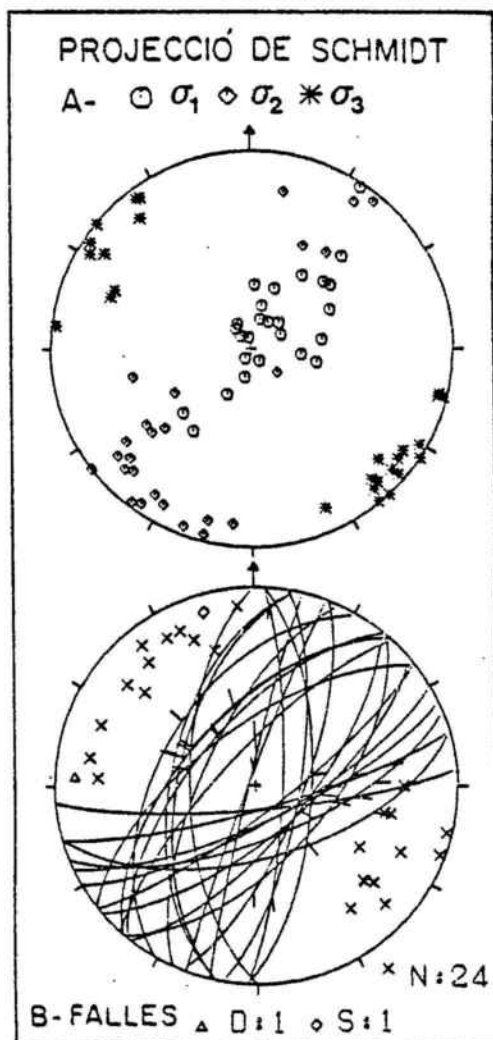 PROJECCIÓ DE SCHMIDT
A- σ1 σ2 σ3
N:24
B-FALLES D:1 S:1